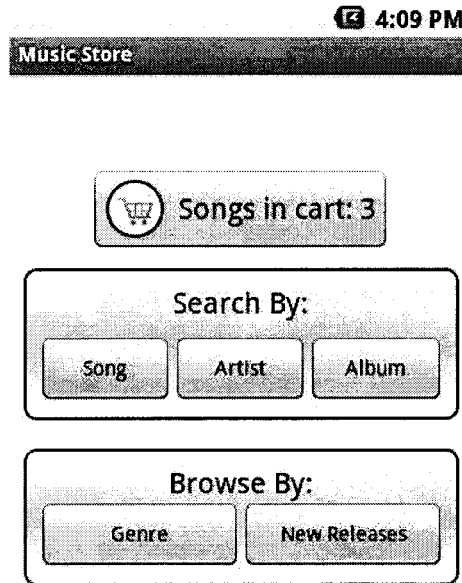 4:09 PM
Music Store
Songs in cart: 3
Search By:
Song Artist Album
Browse By:
Genre New Releases